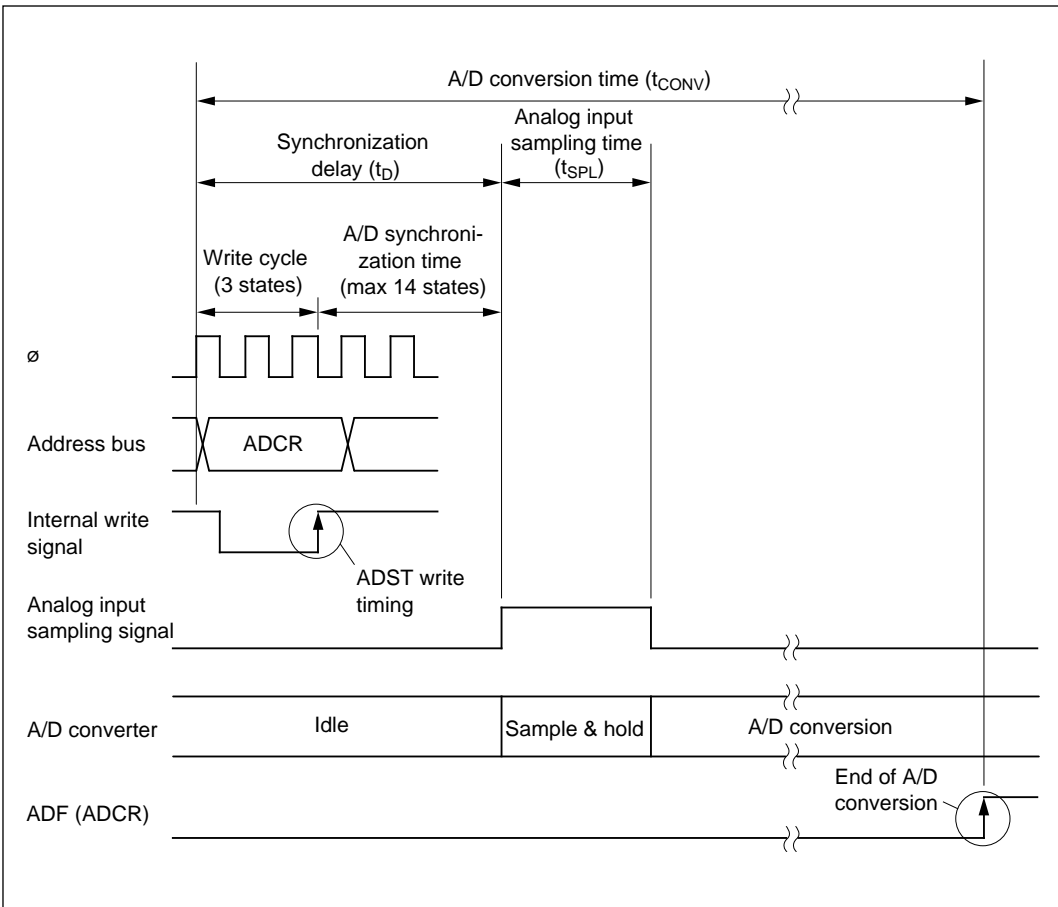 A/D conversion time (tCONV)
Analog input
sampling time
(tSPL)
Synchronization
delay (tD)
A/D synchroni-
zation time
(max 14 states)
Write cycle
(3 states)
ø
Address bus
ADCR
Internal write
signal
ADST write
timing
Analog input
sampling signal
A/D converter
Idle
Sample & hold
A/D conversion
End of A/D
conversion
ADF (ADCR)